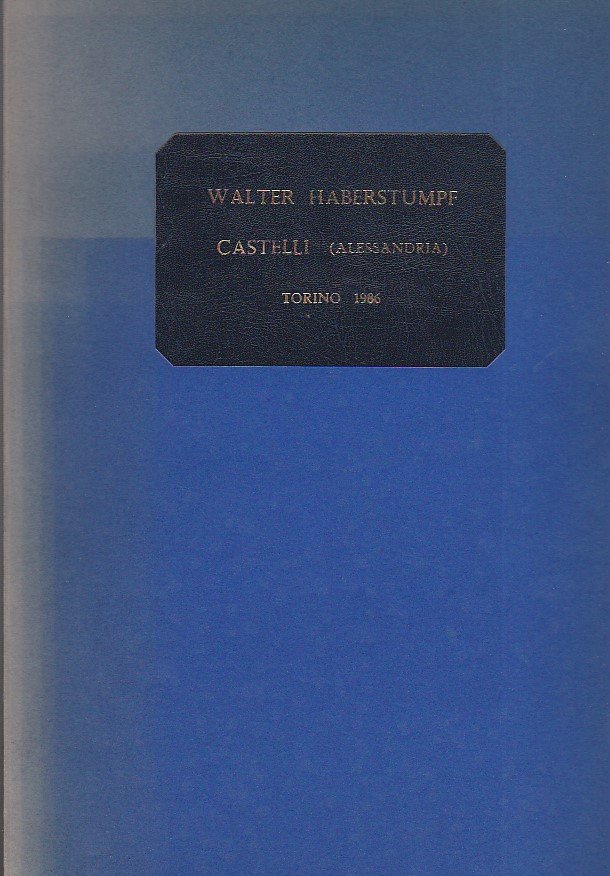 WALTER HABERSTUMPF
CASTELLI (ALESSANDRIA)
TORINO 1986